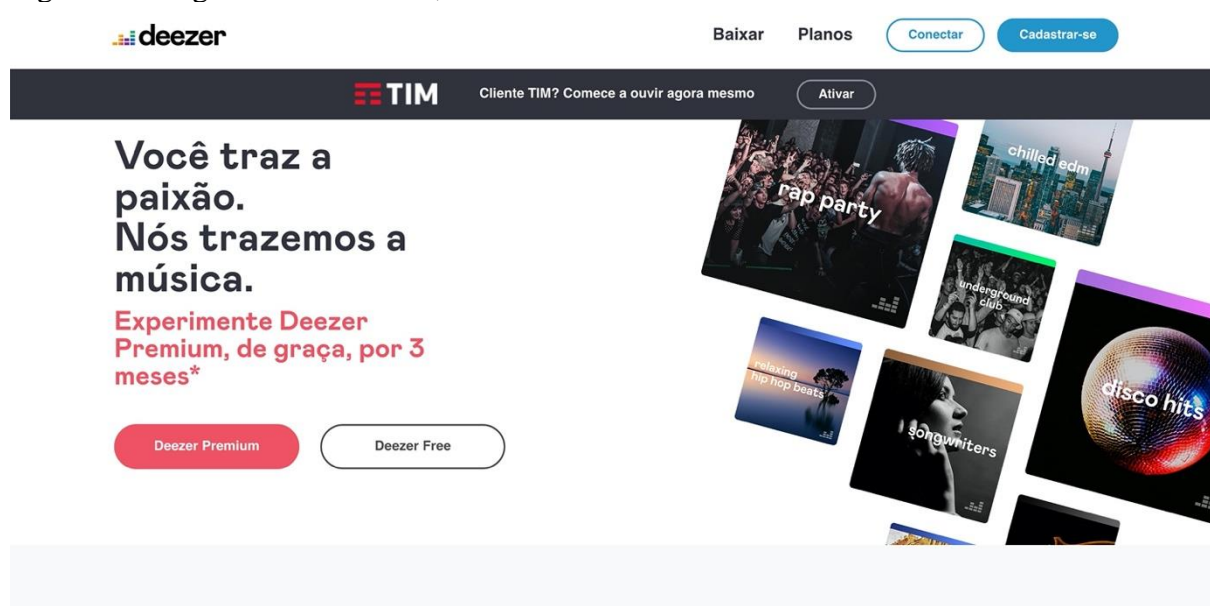 deezer
Baixar Planos Conectar Cadastrar-se
TIM Cliente TIM? Comece a ouvir agora mesmo Ativar
Você traz a
paixão.
Nós trazemos a
música.
Experimente Deezer
Premium, de graça, por 3
meses*
Deezer Premium Deezer Free
rap party
chilled edm
underground
club
relaxing
hip hop beats
songwriters
disco hits